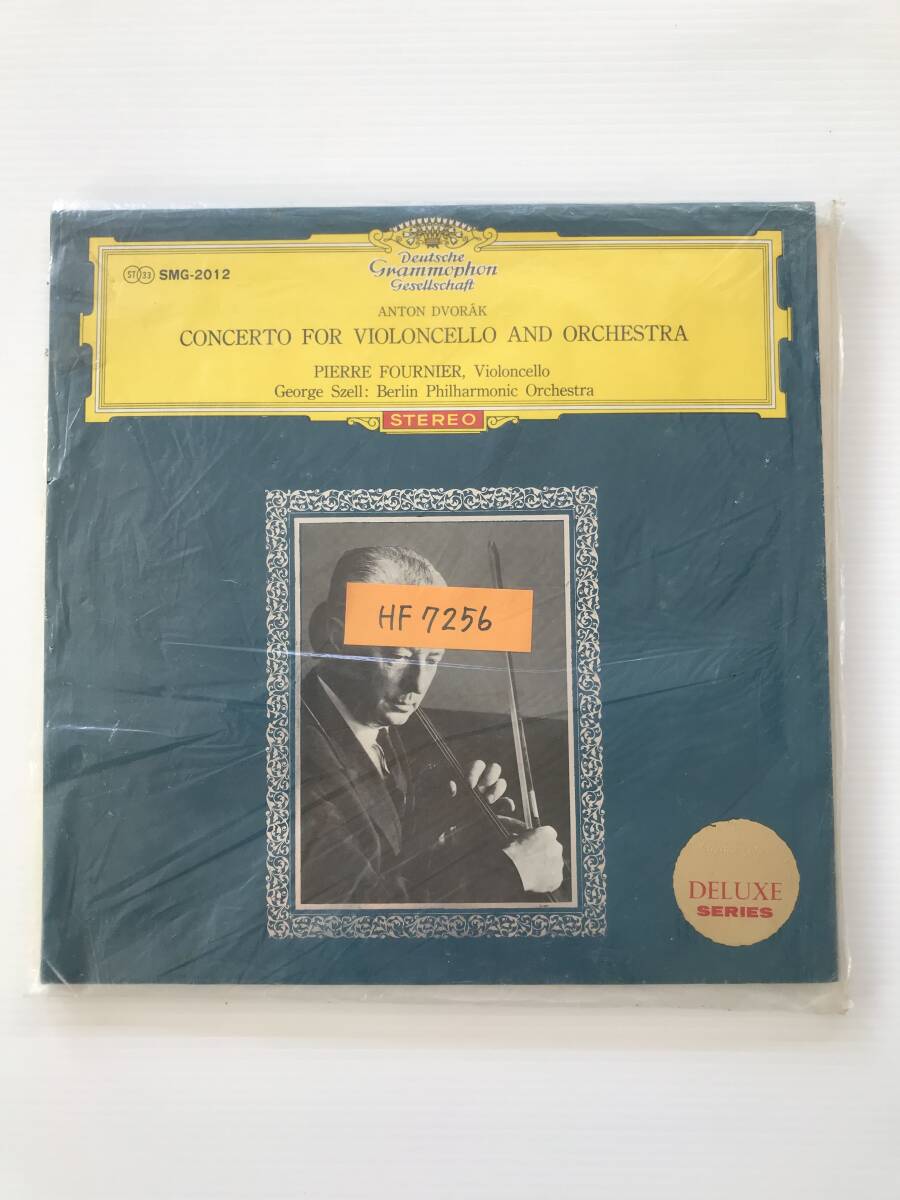 ST 33 SMG-2012
Deutsche
Grammophon
Gesellschaft
ANTON DVOŘÁK
CONCERTO FOR VIOLONCELLO AND ORCHESTRA
PIERRE FOURNIER, Violoncello
George Szell: Berlin Philharmonic Orchestra
STEREO
HF 7256
DELUXE
SERIES